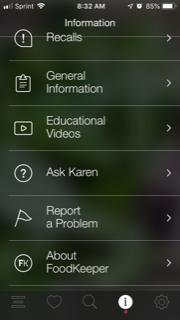 Sprint 8:32 AM 85%
Information
Recalls
General
Information
Educational
Videos
Ask Karen
Report
a Problem
About
FK
FoodKeeper